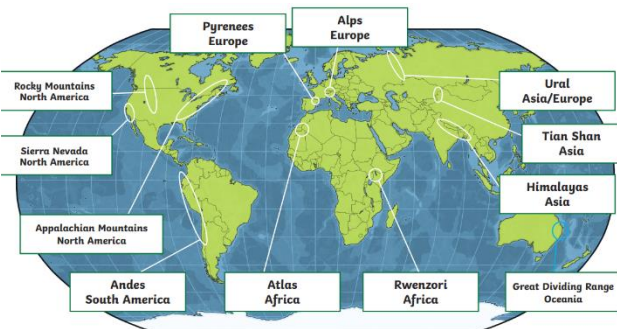 Pyrenees
Europe
Alps
Europe
Rocky Mountains
North America
Ural
Asia/Europe
Sierra Nevada
North America
Tian Shan
Asia
Himalayas
Asia
Appalachian Mountains
North America
Andes
South America
Atlas
Africa
Rwenzori
Africa
Great Dividing Range
Oceania